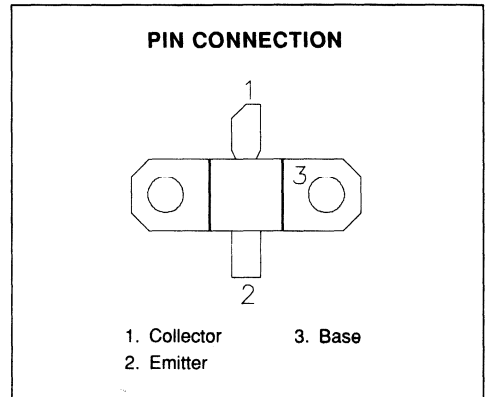 PIN CONNECTION
1
3
2
1. Collector 3. Base
2. Emitter